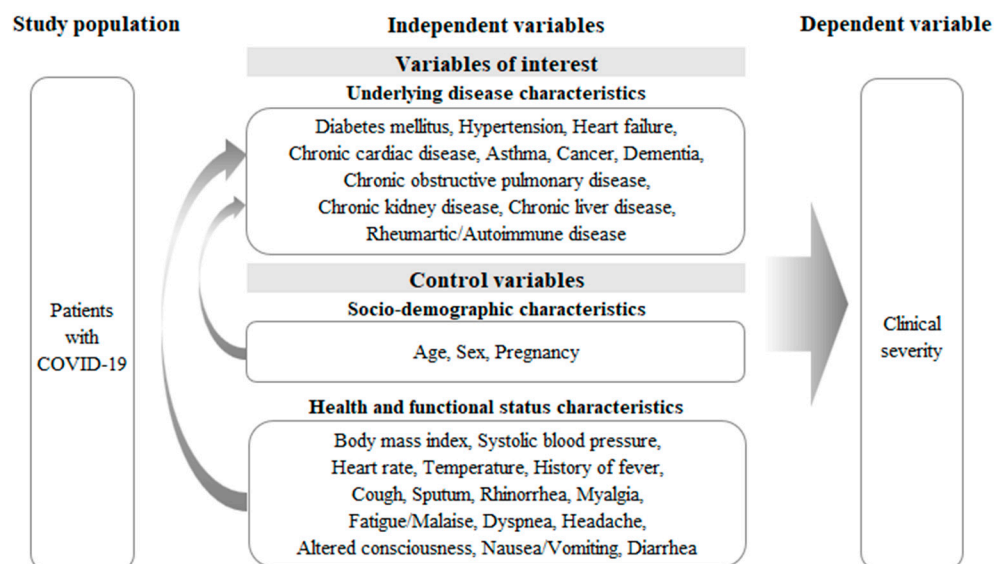 Study population
Independent variables
Dependent variable
Variables of interest
Underlying disease characteristics
Diabetes mellitus, Hypertension, Heart failure,
Chronic cardiac disease, Asthma, Cancer, Dementia,
Chronic obstructive pulmonary disease,
Chronic kidney disease, Chronic liver disease,
Rheumartic/Autoimmune disease
Control variables
Socio-demographic characteristics
Age, Sex, Pregnancy
Health and functional status characteristics
Body mass index, Systolic blood pressure,
Heart rate, Temperature, History of fever,
Cough, Sputum, Rhinorrhea, Myalgia,
Fatigue/Malaise, Dyspnea, Headache,
Altered consciousness, Nausea/Vomiting, Diarrhea
Patients
with
COVID-19
Clinical
severity